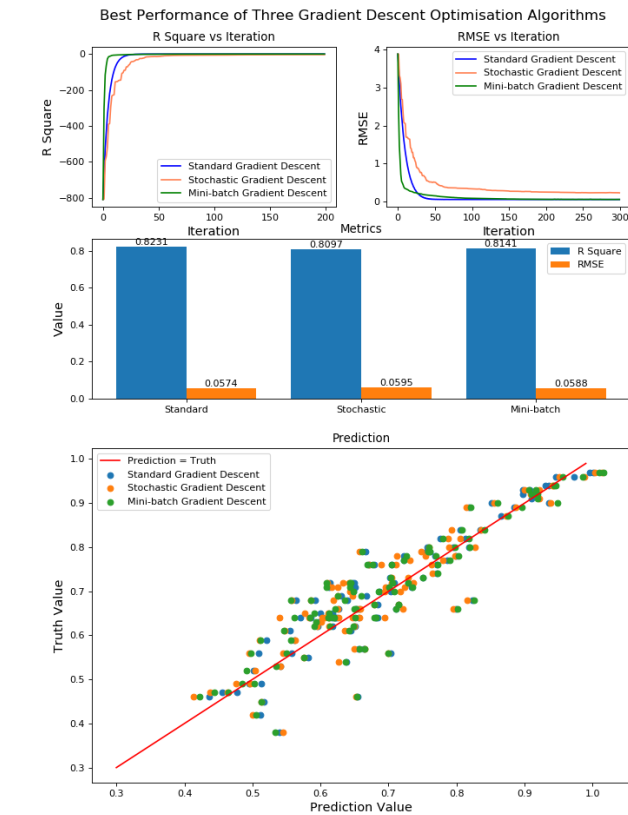 Best Performance of Three Gradient Descent Optimisation Algorithms
R Square vs Iteration
0
−200
−400
−600
−800
R Square
Standard Gradient Descent
Stochastic Gradient Descent
Mini-batch Gradient Descent
0 50 100 150 200
Iteration
RMSE vs Iteration
4
3
2
1
0
RMSE
Standard Gradient Descent
Stochastic Gradient Descent
Mini-batch Gradient Descent
0 50 100 150 200 250 300
Iteration
Metrics
0.8
0.6
0.4
0.2
0.0
Value
0.8231
0.0574
0.8097
0.0595
0.8141
0.0588
R Square
RMSE
Standard Stochastic Mini-batch
Prediction
1.0
0.9
0.8
0.7
0.6
0.5
0.4
0.3
Truth Value
Prediction = Truth
Standard Gradient Descent
Stochastic Gradient Descent
Mini-batch Gradient Descent
0.3 0.4 0.5 0.6 0.7 0.8 0.9 1.0
Prediction Value